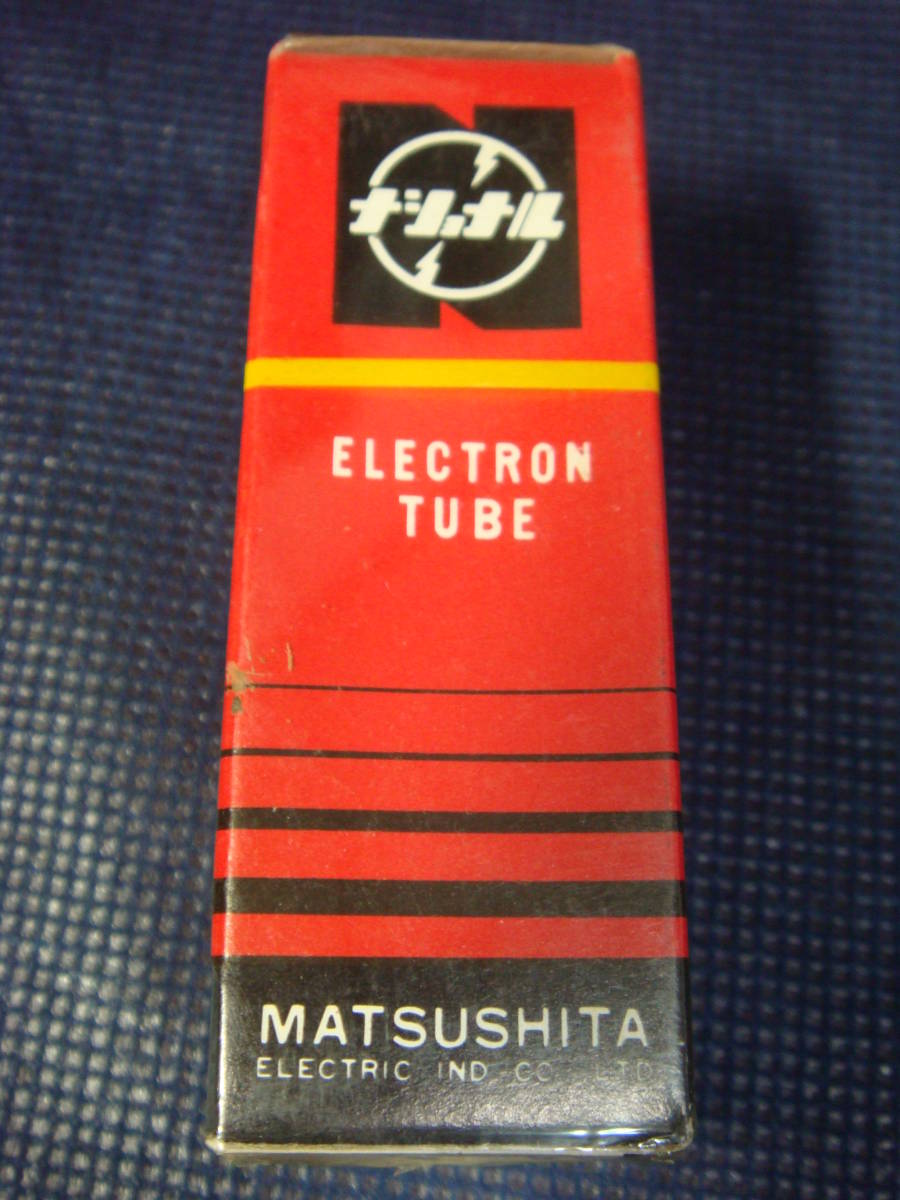 ナショナル
ELECTRON
TUBE
MATSUSHITA
ELECTRIC IND CO LTD